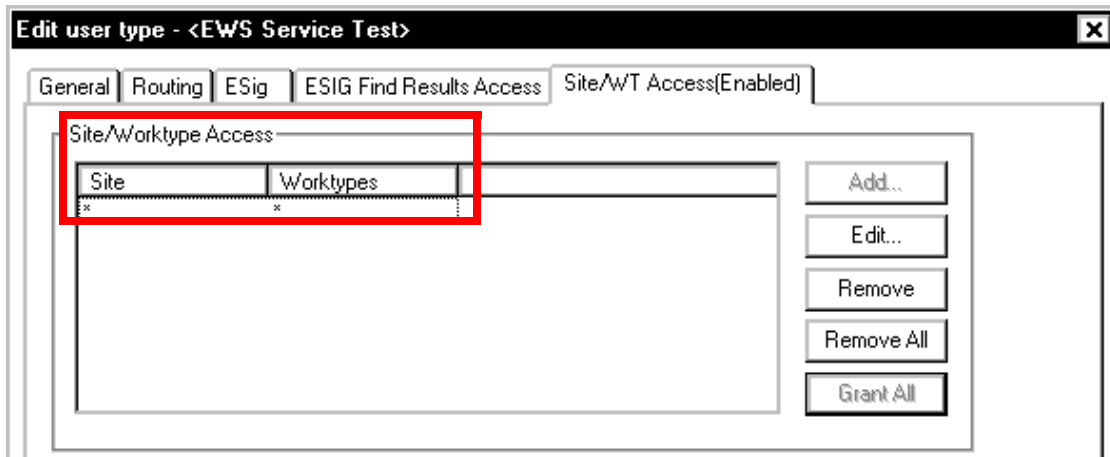 Edit user type - <EWS Service Test>
General Routing ESig ESIG Find Results Access Site/WT Access(Enabled)
Site/Worktype Access
Site Worktypes
* *
Add...
Edit...
Remove
Remove All
Grant All